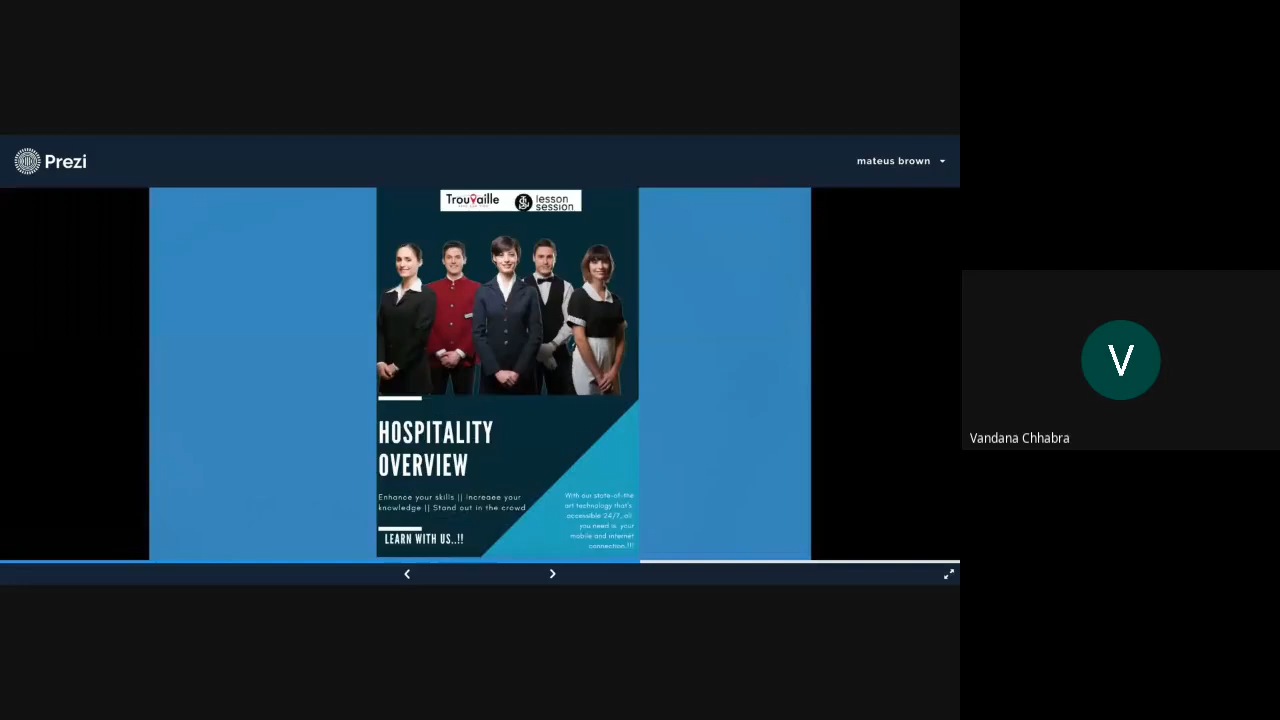 Prezi
mateus brown
Trouvaille
lesson
session
HOSPITALITY
OVERVIEW
Enhance your skills || Increase your
knowledge || Stand out in the crowd
LEARN WITH US..!!
With our state-of-the
art technology that's
accessible 24/7, all
you need is your
mobile and internet
connection.!!!
V
Vandana Chhabra